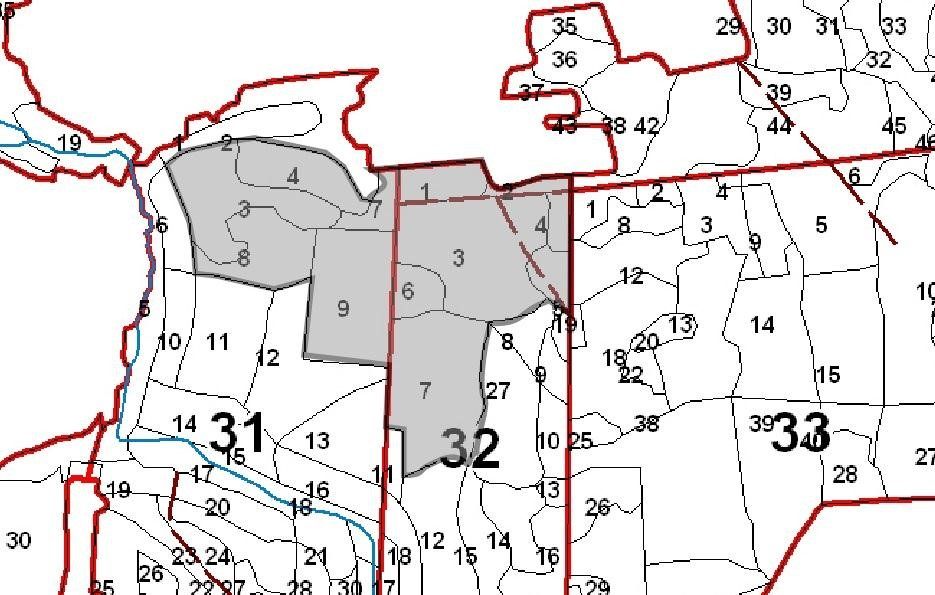 35
35 29 30 31 33
36 32
37 39
43 38 42 44 45
19 1 2 46
4 6
3 7 1 2 4 1 2 4
6 8 3 5
8 3 9
9 6 12 10
5 5 19 13 14
10 11 12 8 20
18
7 27 9 22 15
14 31 13 32 10 25 38 39 33
15 40
17 11 28 27
19 16 13
20 18 26
30 12 14
23 24 21 18 15 16
26
25 22 27 28 30 17 29